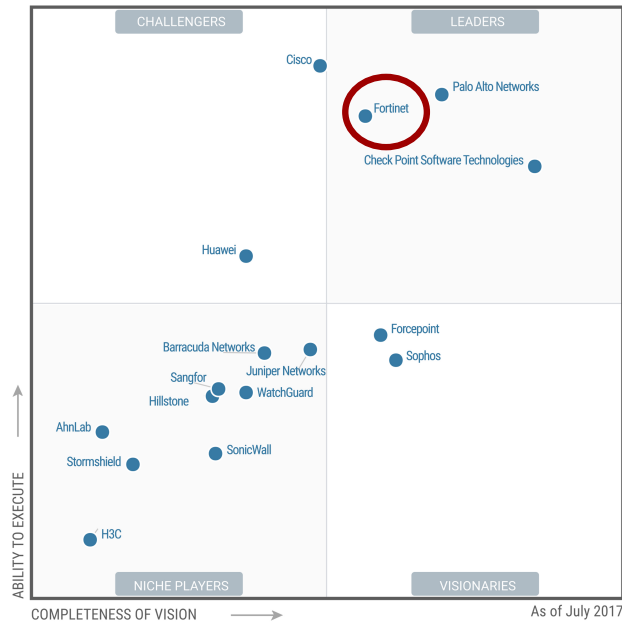 CHALLENGERS
LEADERS
Cisco
Palo Alto Networks
Fortinet
Check Point Software Technologies
Huawei
Forcepoint
Barracuda Networks
Sophos
Juniper Networks
Sangfor
WatchGuard
Hillstone
AhnLab
SonicWall
Stormshield
H3C
NICHE PLAYERS
VISIONARIES
ABILITY TO EXECUTE
COMPLETENESS OF VISION
As of July 2017